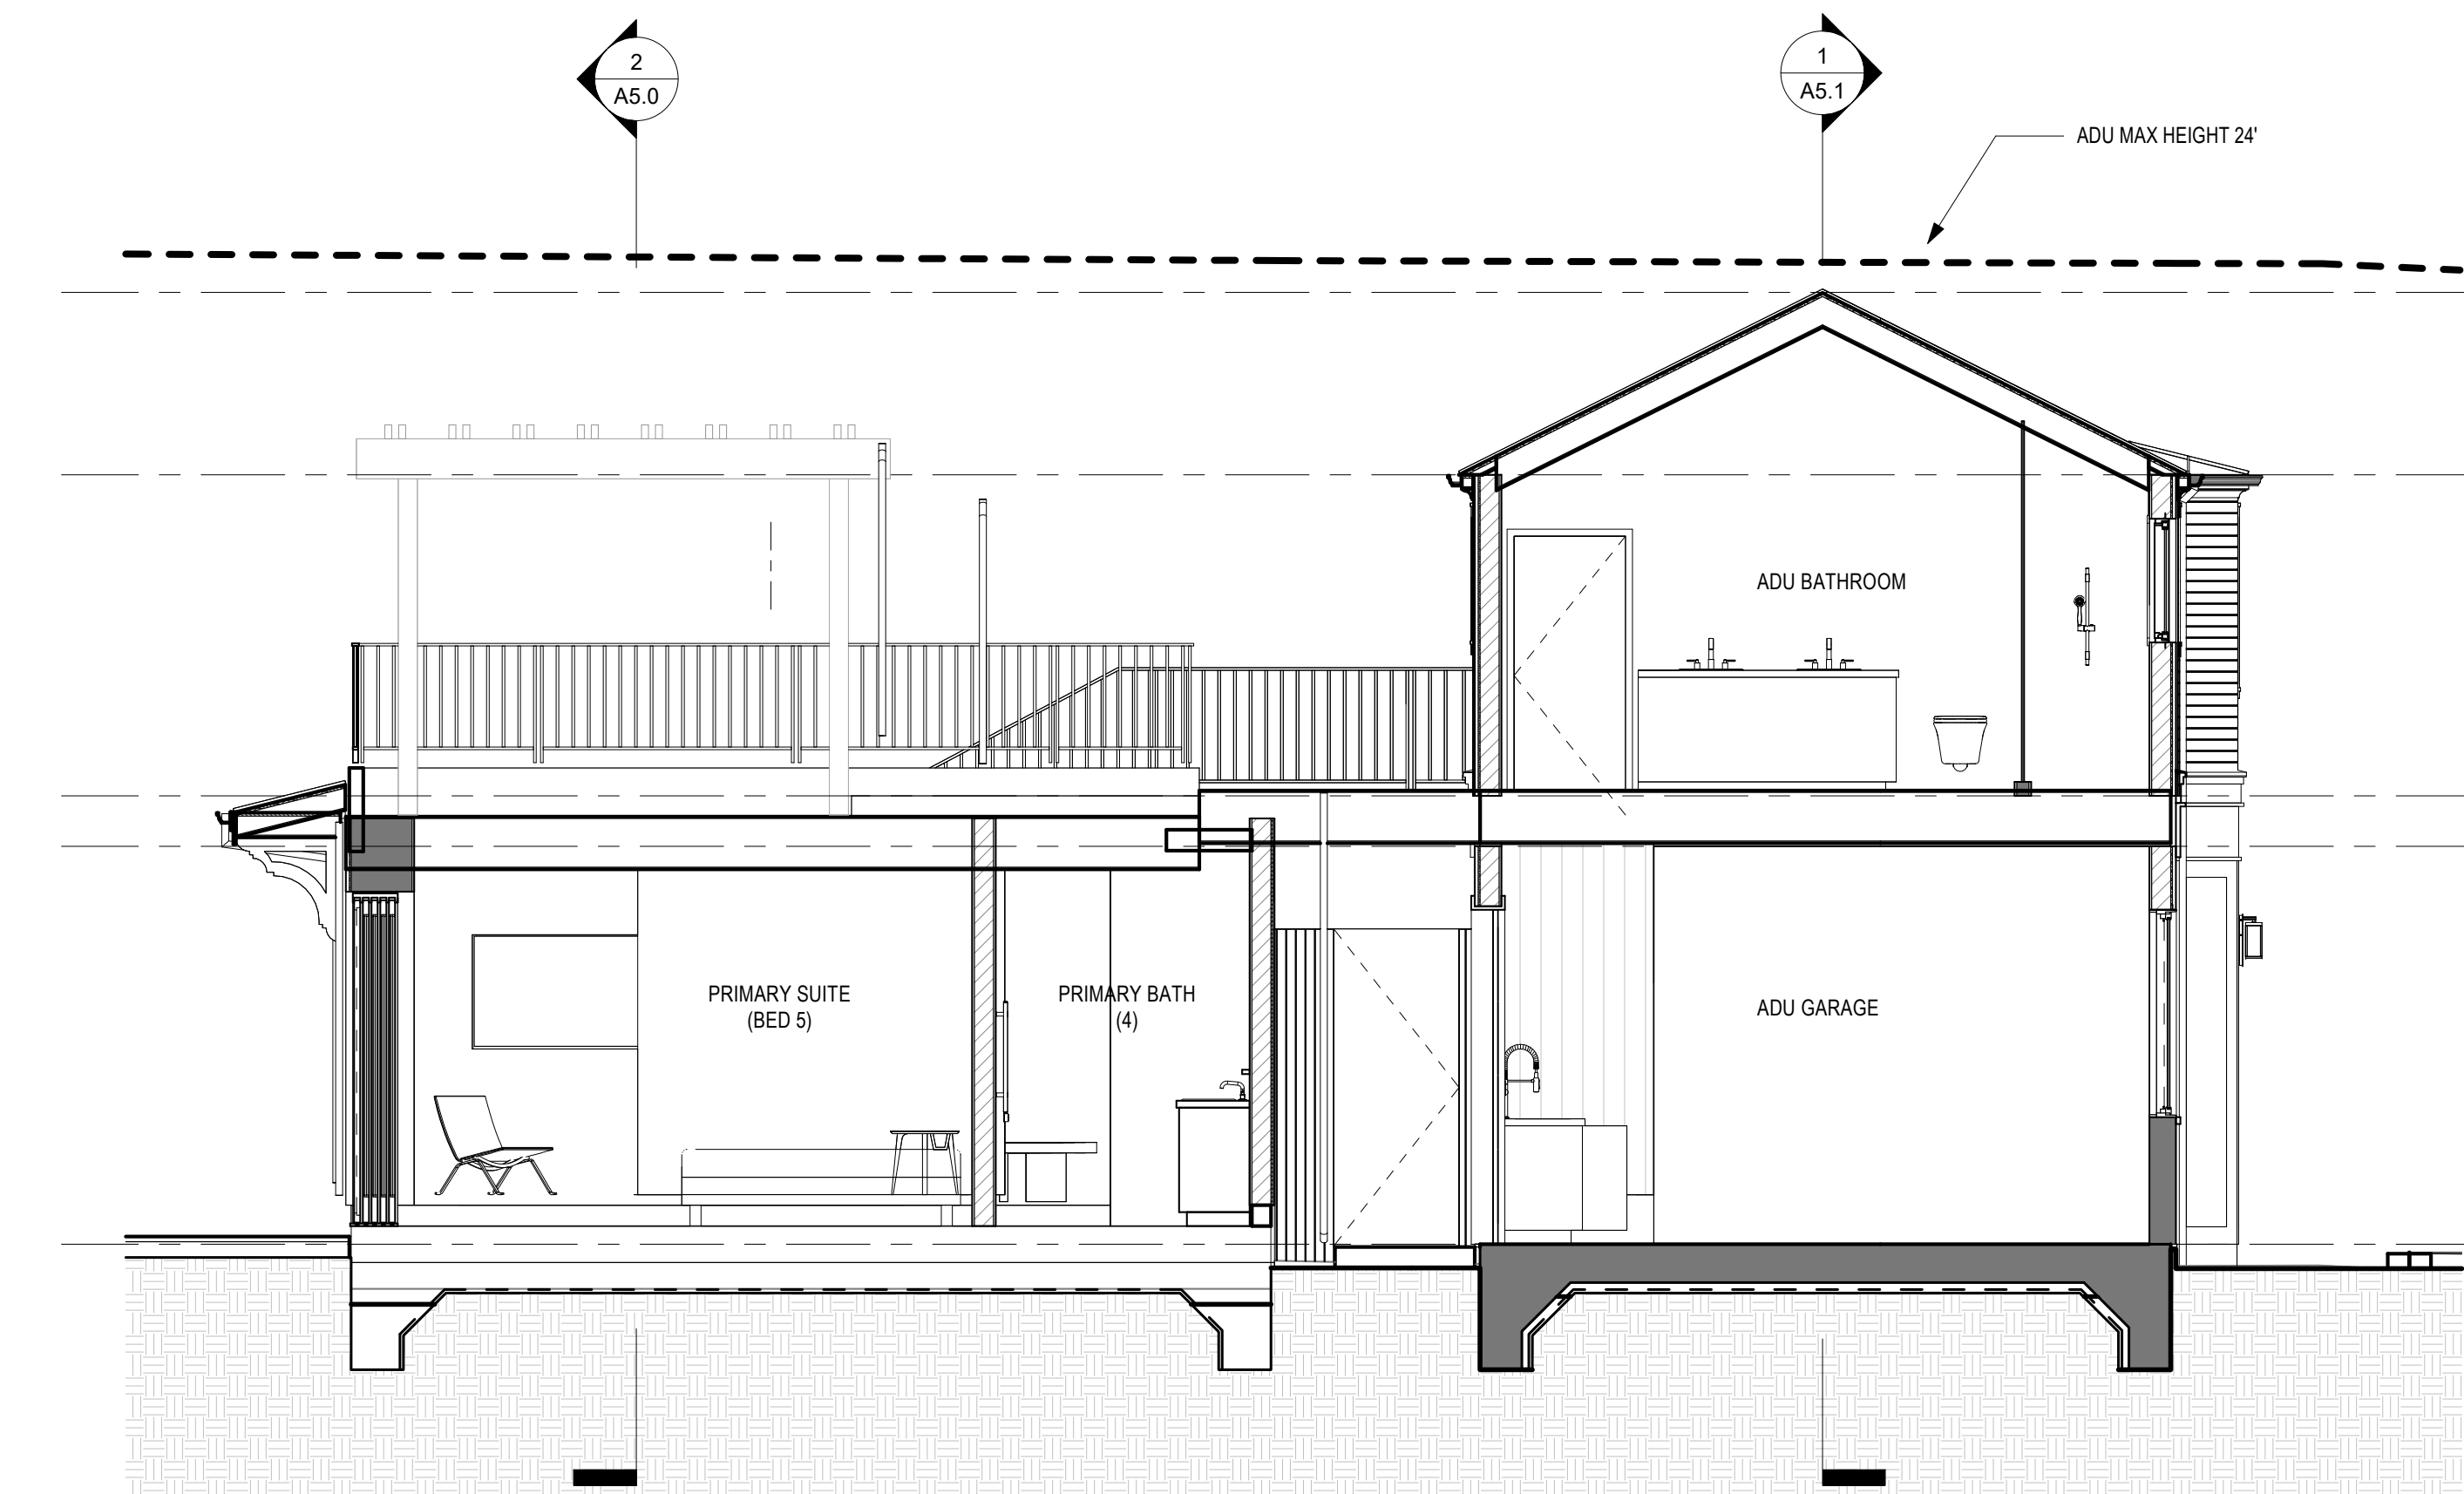 2
A5.0
1
A5.1
ADU MAX HEIGHT 24'
ADU BATHROOM
PRIMARY SUITE
(BED 5)
PRIMARY BATH
(4)
ADU GARAGE